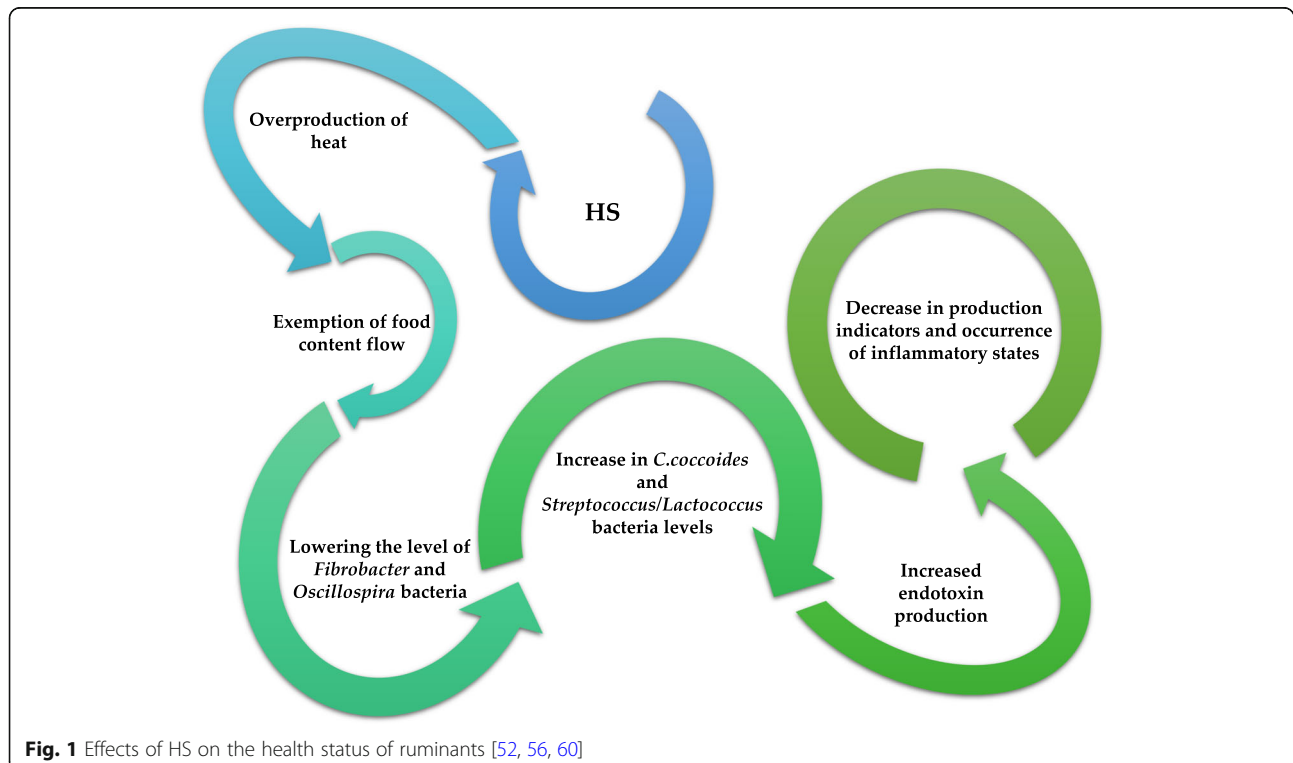 HS
Overproduction of
heat
Exemption of food
content flow
Lowering the level of
Fibrobacter and
Oscillospira bacteria
Increase in C.coccoides
and
Streptococcus/Lactococcus
bacteria levels
Increased
endotoxin
production
Decrease in production
indicators and occurrence
of inflammatory states
Fig. 1 Effects of HS on the health status of ruminants [52, 56, 60]